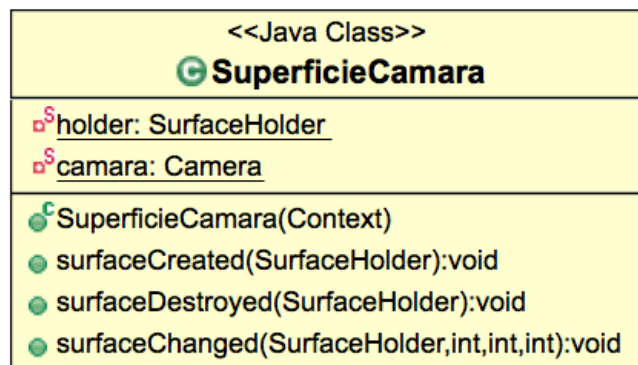 <<Java Class>>
SuperficieCamara
holder: SurfaceHolder
camara: Camera
SuperficieCamara(Context)
surfaceCreated(SurfaceHolder):void
surfaceDestroyed(SurfaceHolder):void
surfaceChanged(SurfaceHolder,int,int,int):void